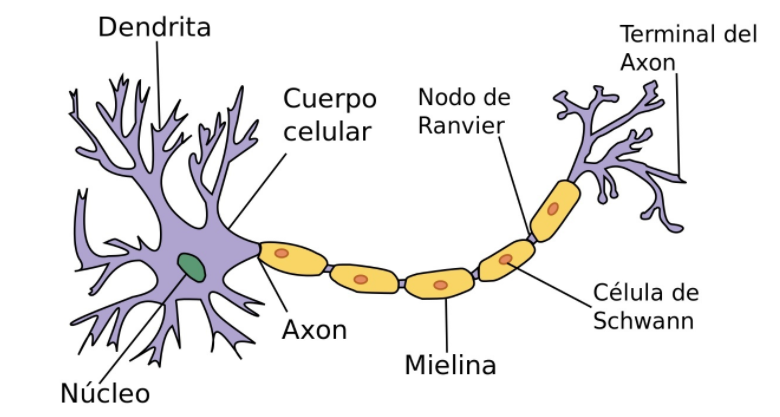 Dendrita
Terminal del
Axon
Cuerpo
celular
Nodo de
Ranvier
Célula de
Schwann
Axon
Mielina
Núcleo